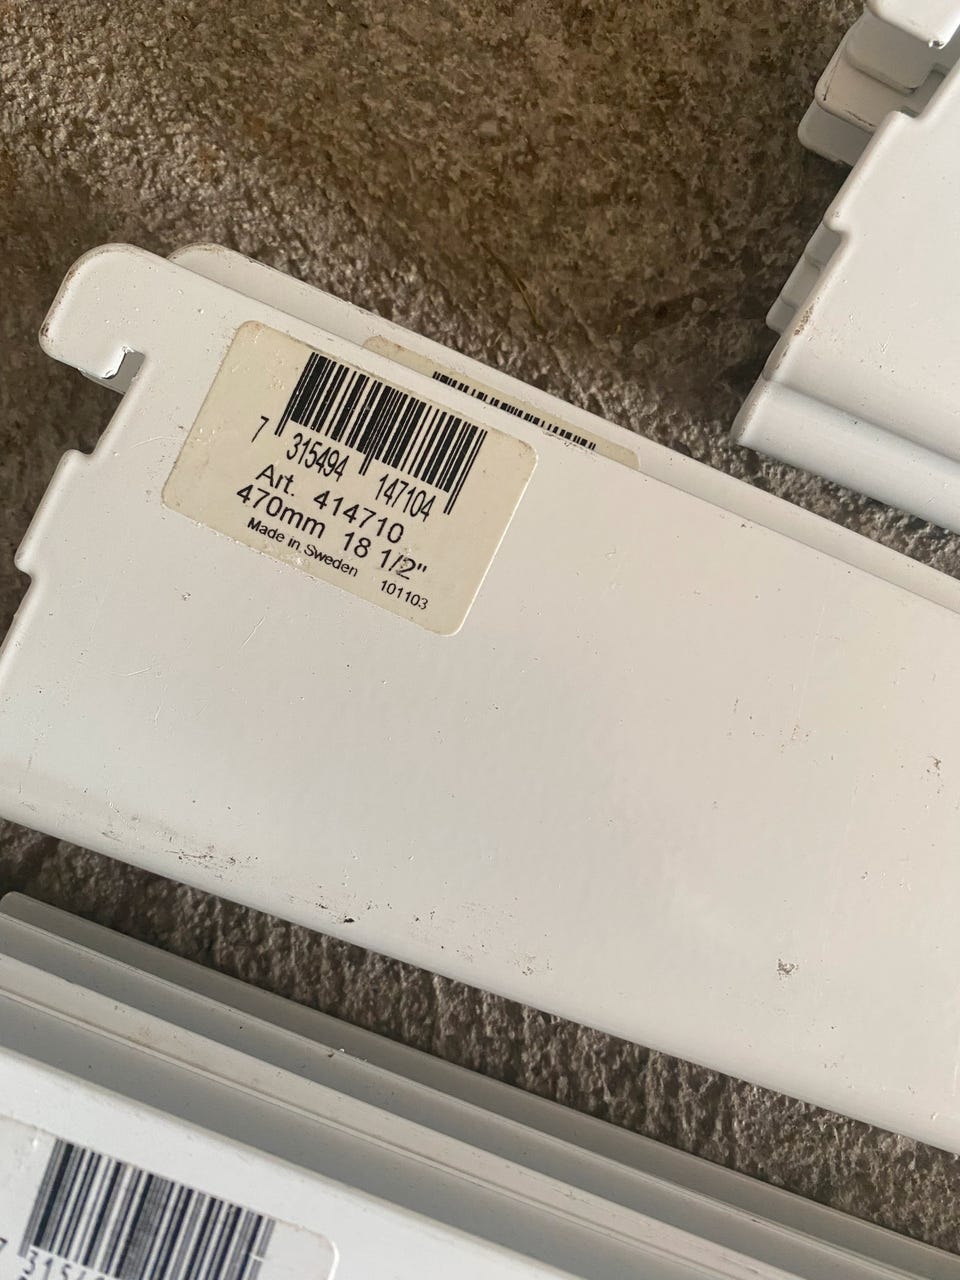 7 315494 147104
Art. 414710
470mm 18 1/2"
Made in Sweden 101103